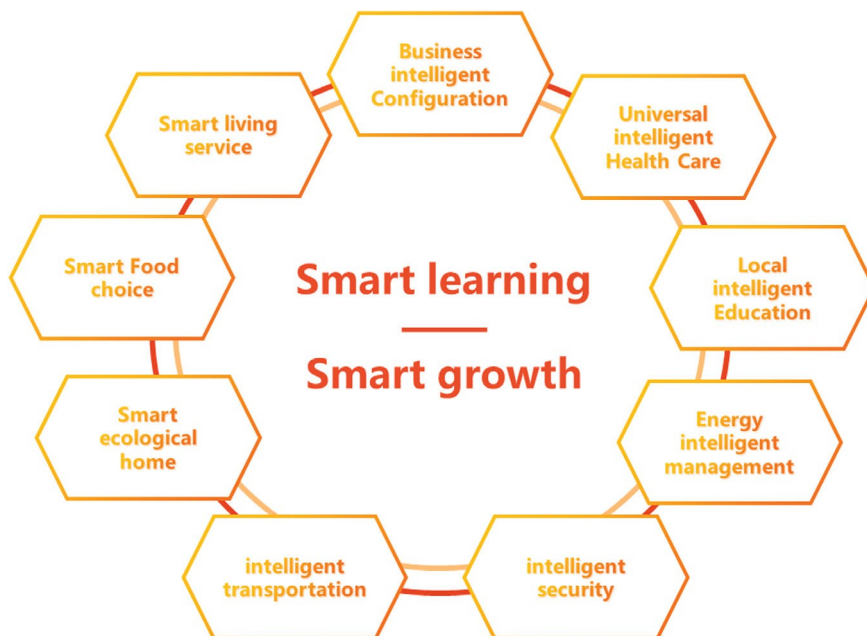 Business
intelligent
Configuration
Universal
intelligent
Health Care
Local
intelligent
Education
Energy
intelligent
management
intelligent
security
intelligent
transportation
Smart
ecological
home
Smart Food
choice
Smart living
service
Smart learning
Smart growth